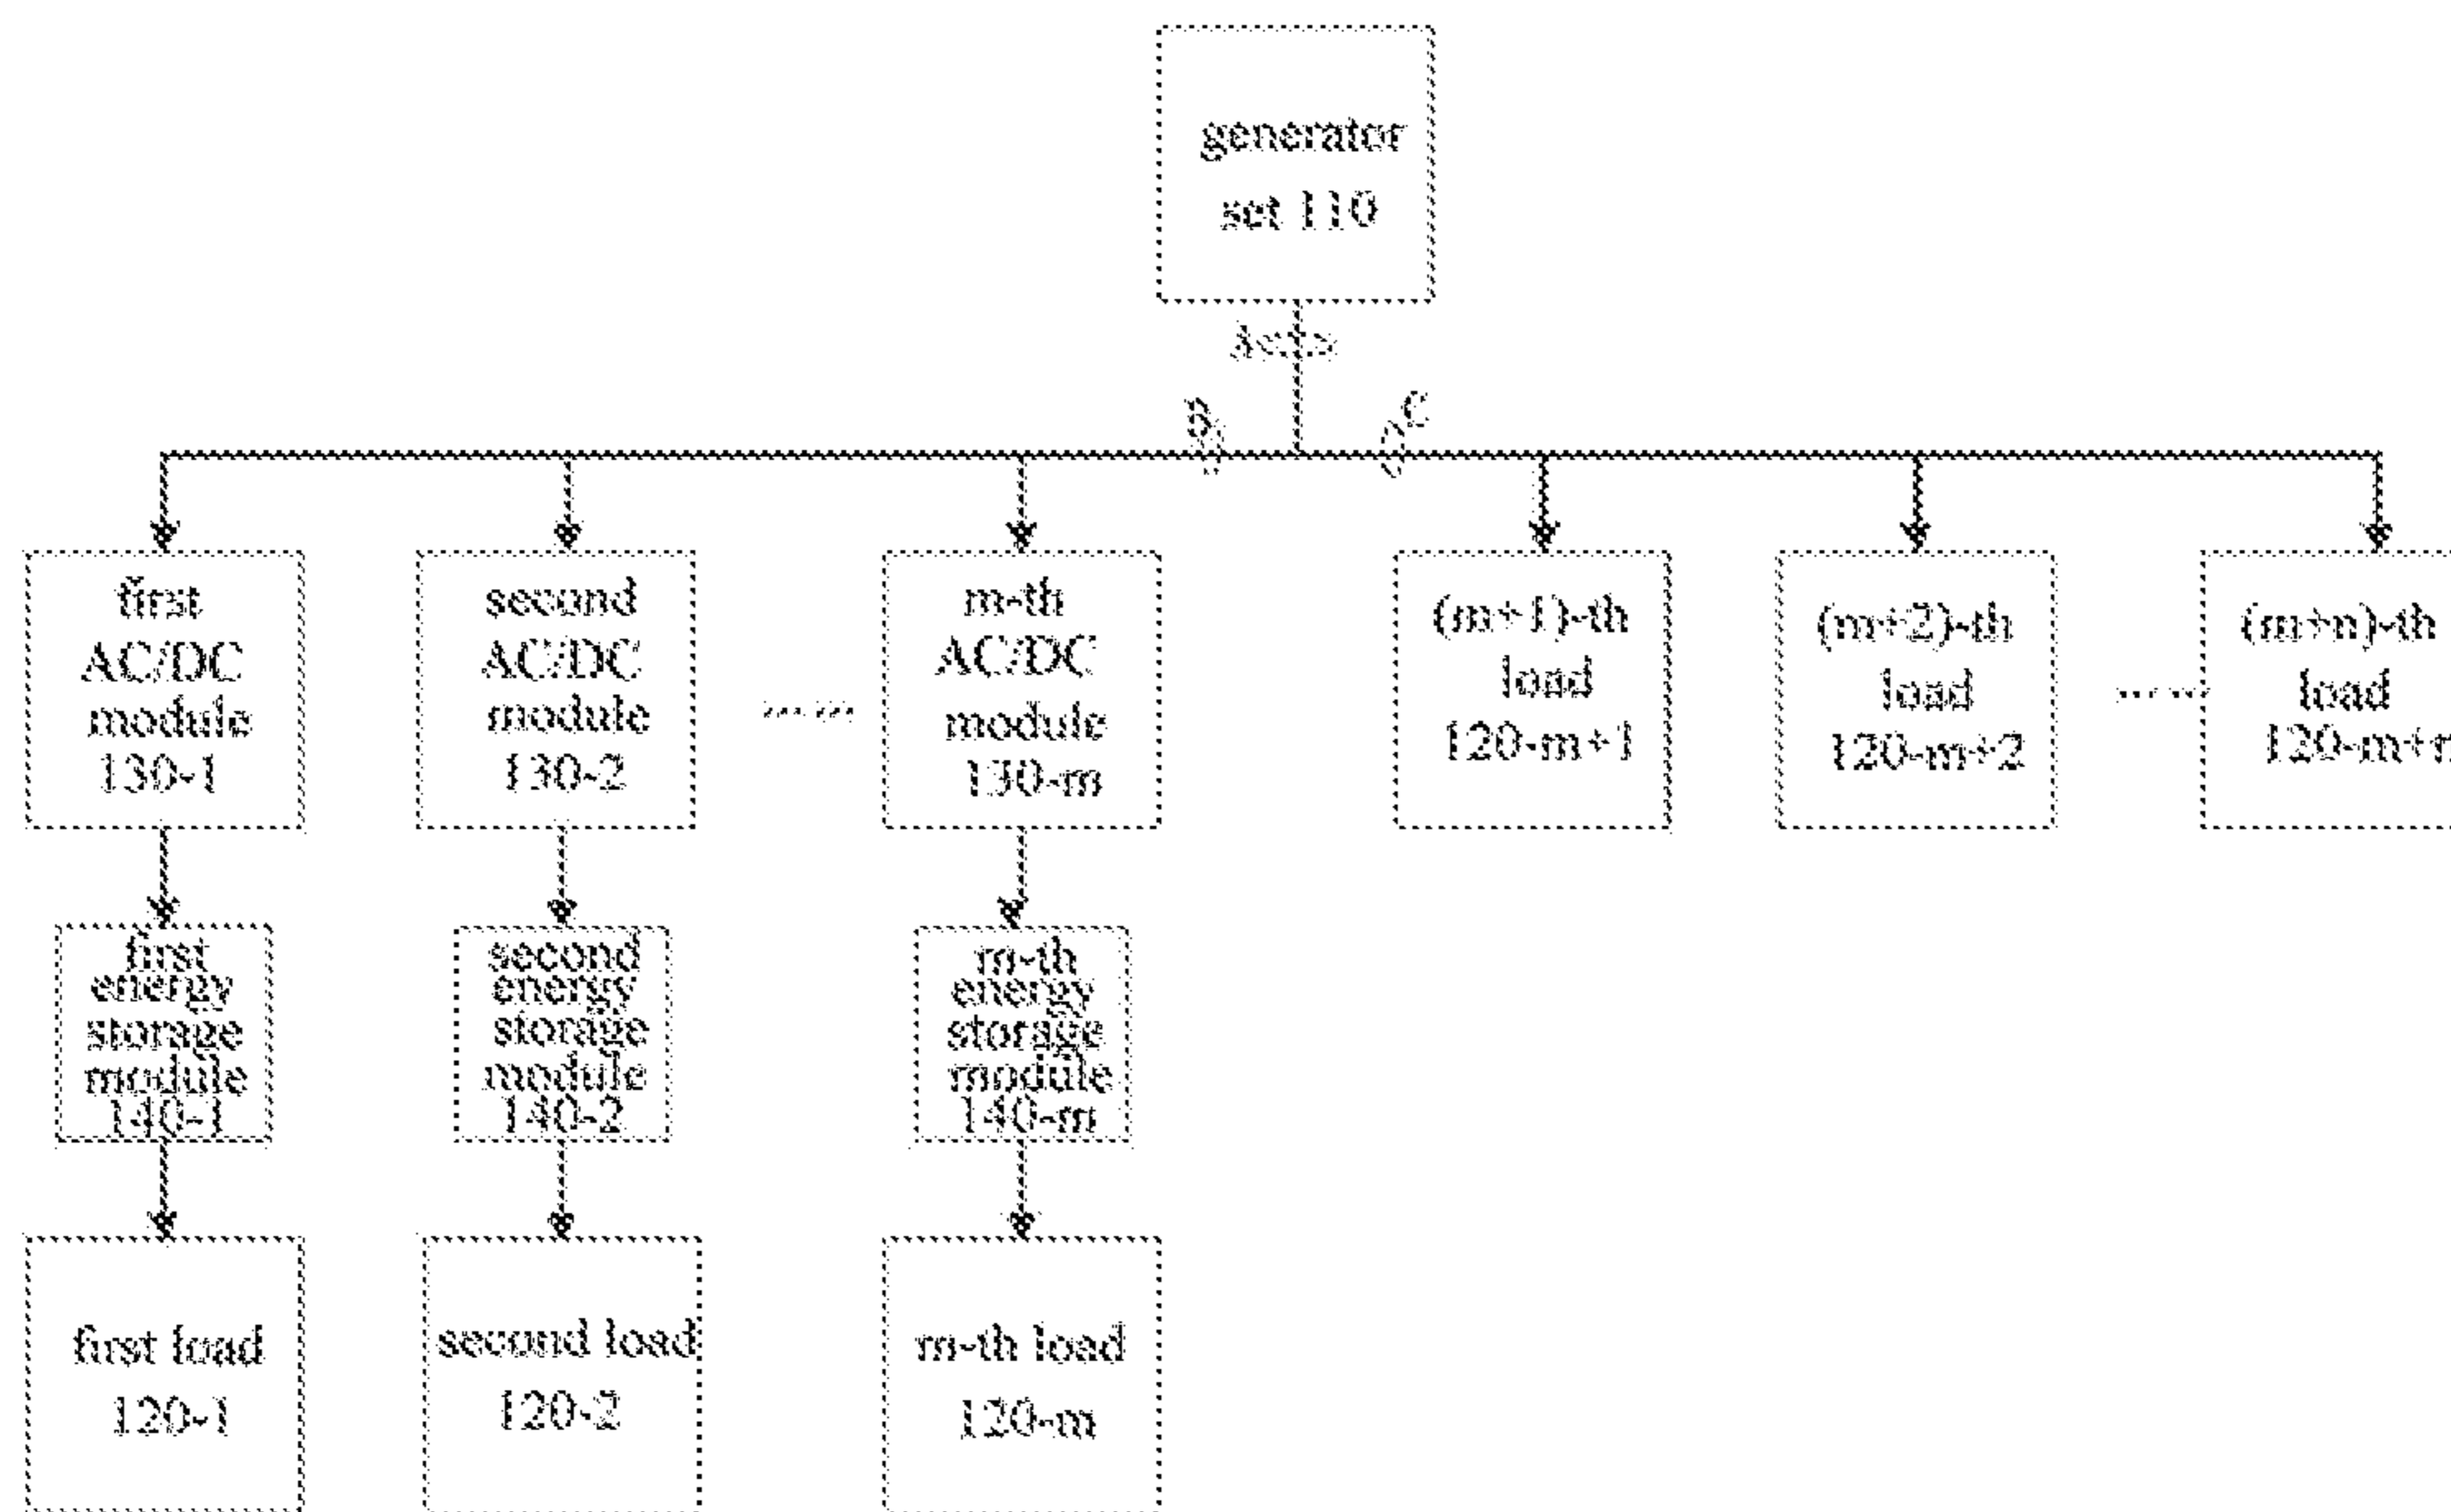 generator
set 110
first
AC/DC
module
130-1
second
AC/DC
module
130-2
......
m-th
AC/DC
module
130-m
(m+1)-th
load
120-m+1
(m+2)-th
load
120-m+2
......
(m+n)-th
load
120-m+n
first
energy
storage
module
140-1
second
energy
storage
module
140-2
m-th
energy
storage
module
140-m
first load
120-1
second load
120-2
m-th load
120-m